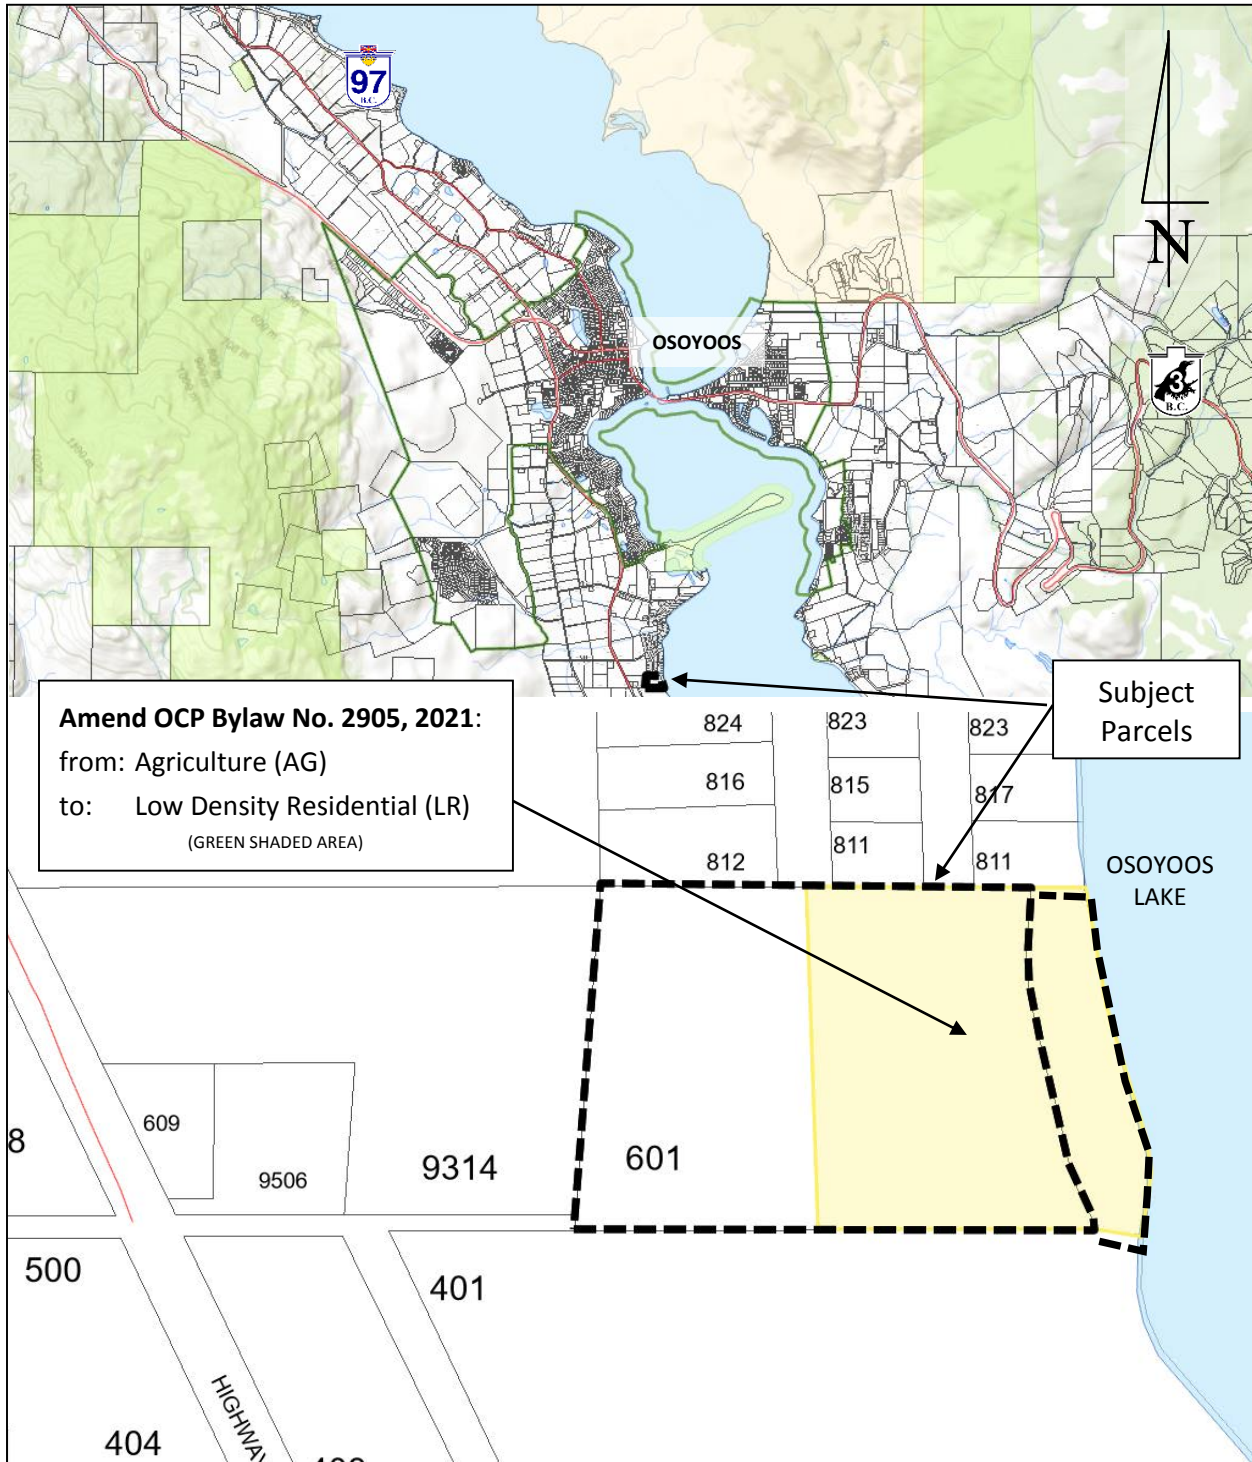 97
B.C.
N
OSOYOOS
3
B.C.
Subject
Parcels
Amend OCP Bylaw No. 2905, 2021:
from: Agriculture (AG)
to: Low Density Residential (LR)
(GREEN SHADED AREA)
824
823
823
816
815
817
812
811
811
OSOYOOS
LAKE
609
8
9506
9314
601
500
401
HIGHWAY
404